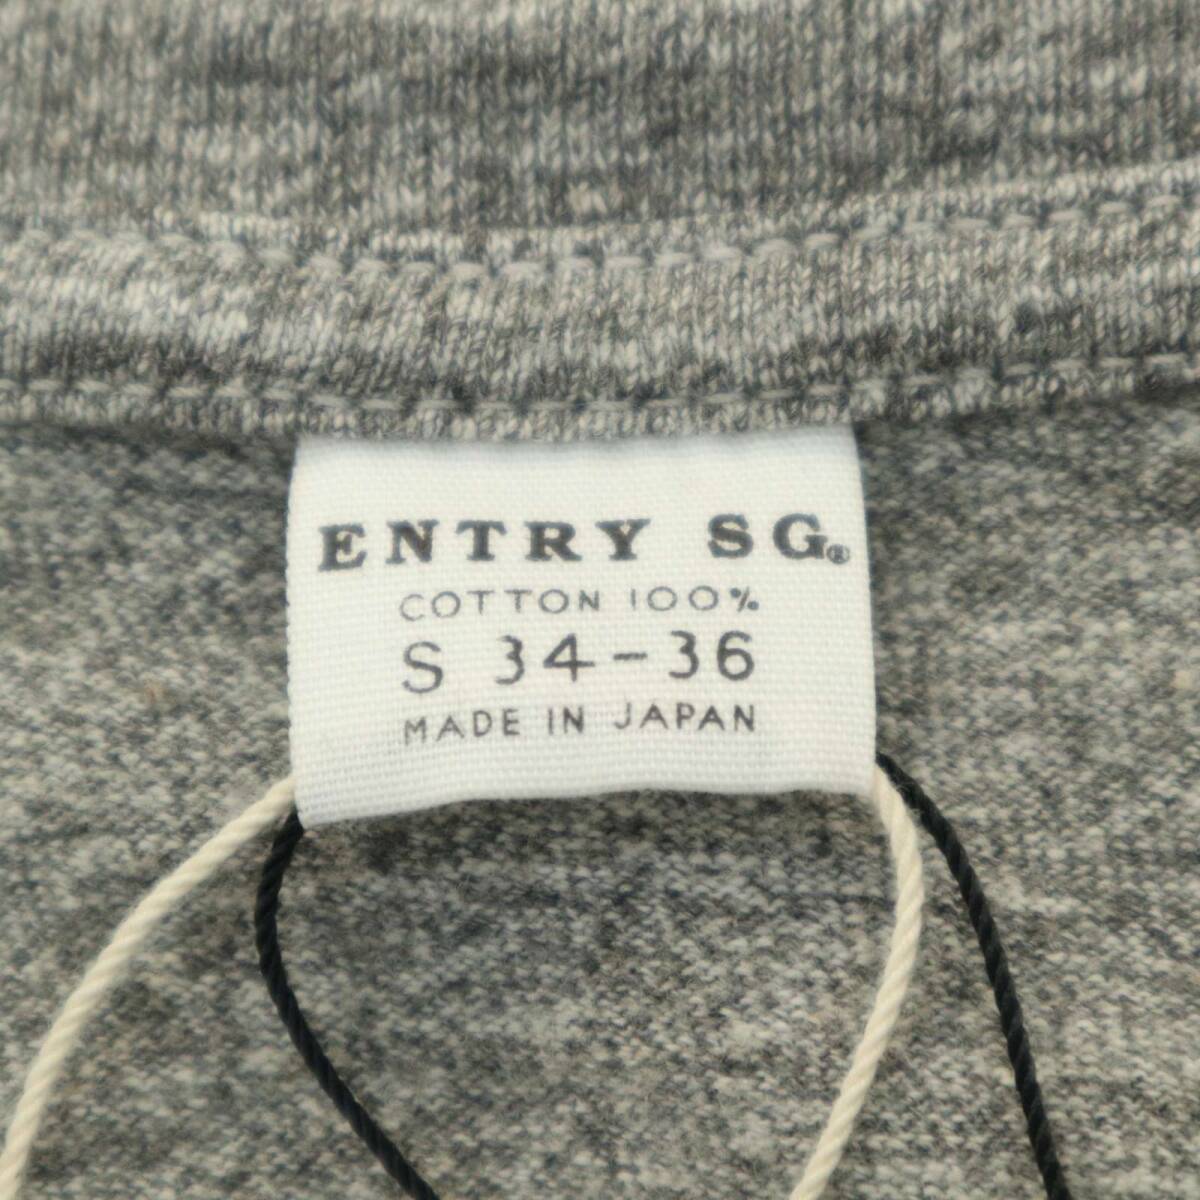 ENTRY SG®
COTTON 100%
S 34-36
MADE IN JAPAN